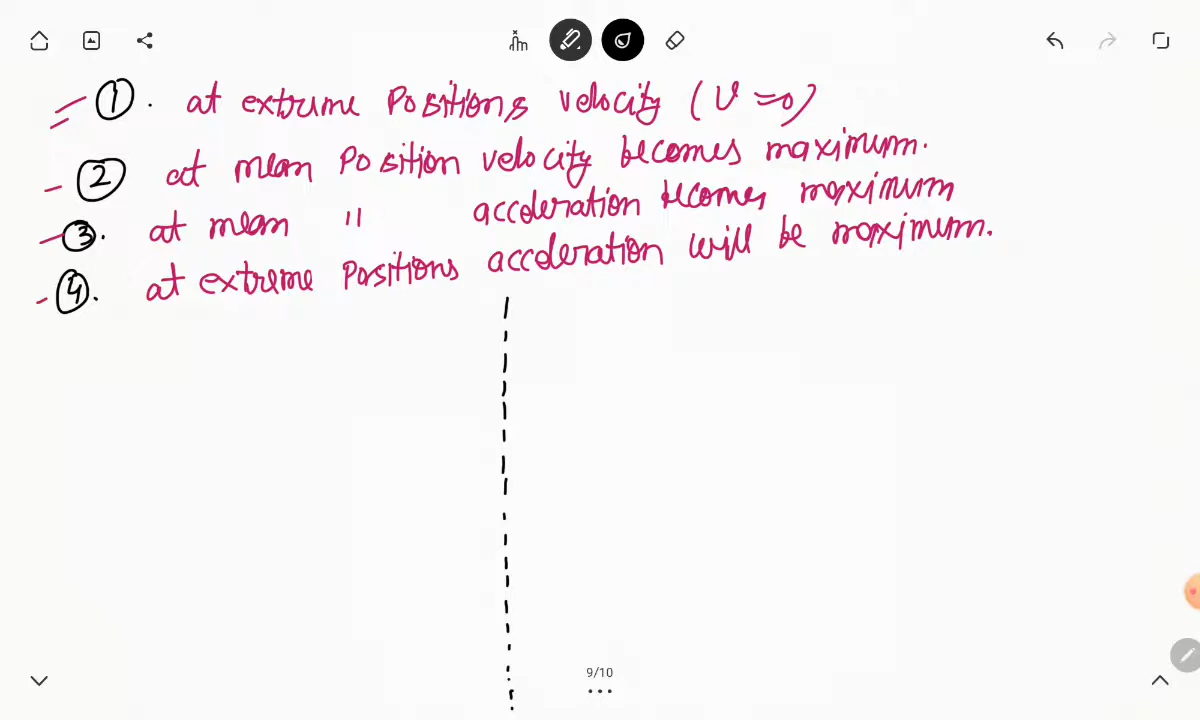 ① . at extreme Positions velocity (V=0)
② at mean Position velocity becomes maximum.
③. at mean " acceleration becomes maximum
④. at extreme Positions acceleration will be maximum.
9/10